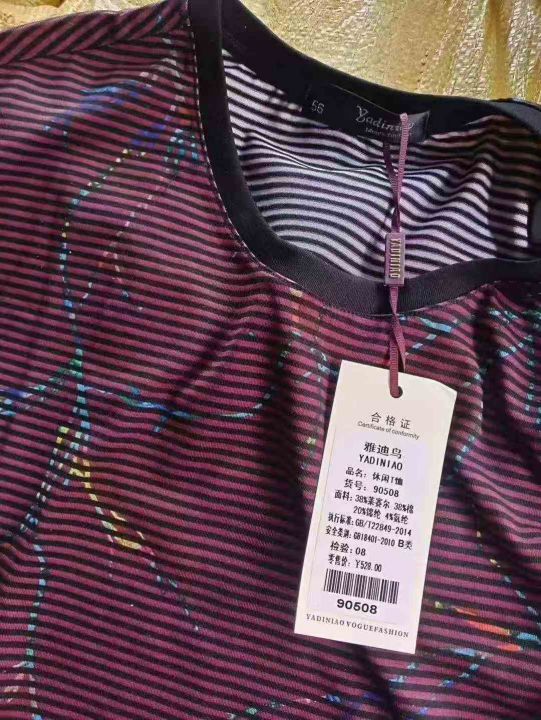 56
Yadiniao
YADINIAO
合格证
Certificate of conformity
雅迪鸟
YADINIAO
品名：休闲T恤
货号：90508
面料：38%莱赛尔 38%棉
20%锦纶 4%氨纶
执行标准：GB/T22849-2014
安全类别：GB18401-2010 B类
检验：08
零售价：¥528.00
90508
YADINIAO VOGUEFASHION